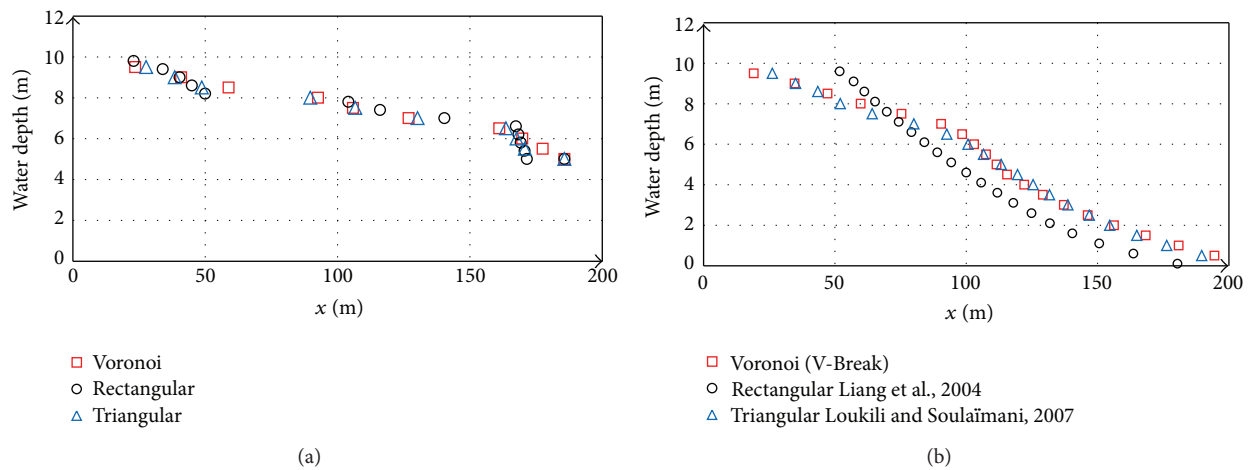 12
10
8
6
4
2
0
Water depth (m)
0 50 100 150 200
x (m)
Voronoi
Rectangular
Triangular
(a)
12
10
8
6
4
2
0
Water depth (m)
0 50 100 150 200
x (m)
Voronoi (V-Break)
Rectangular Liang et al., 2004
Triangular Loukili and Soulaïmani, 2007
(b)